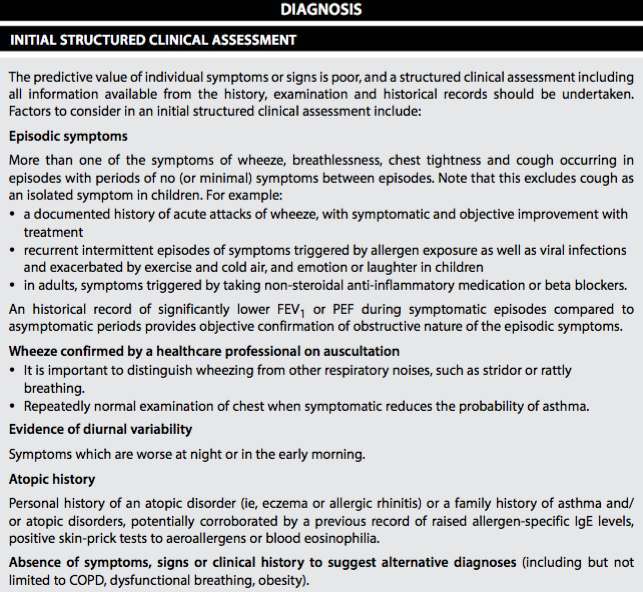 DIAGNOSIS
INITIAL STRUCTURED CLINICAL ASSESSMENT
The predictive value of individual symptoms or signs is poor, and a structured clinical assessment including
all information available from the history, examination and historical records should be undertaken.
Factors to consider in an initial structured clinical assessment include:
Episodic symptoms
More than one of the symptoms of wheeze, breathlessness, chest tightness and cough occurring in
episodes with periods of no (or minimal) symptoms between episodes. Note that this excludes cough as
an isolated symptom in children. For example:
• a documented history of acute attacks of wheeze, with symptomatic and objective improvement with
treatment
• recurrent intermittent episodes of symptoms triggered by allergen exposure as well as viral infections
and exacerbated by exercise and cold air, and emotion or laughter in children
• in adults, symptoms triggered by taking non-steroidal anti-inflammatory medication or beta blockers.
An historical record of significantly lower FEV1 or PEF during symptomatic episodes compared to
asymptomatic periods provides objective confirmation of obstructive nature of the episodic symptoms.
Wheeze confirmed by a healthcare professional on auscultation
• It is important to distinguish wheezing from other respiratory noises, such as stridor or rattly
breathing.
• Repeatedly normal examination of chest when symptomatic reduces the probability of asthma.
Evidence of diurnal variability
Symptoms which are worse at night or in the early morning.
Atopic history
Personal history of an atopic disorder (ie, eczema or allergic rhinitis) or a family history of asthma and/
or atopic disorders, potentially corroborated by a previous record of raised allergen-specific IgE levels,
positive skin-prick tests to aeroallergens or blood eosinophilia.
Absence of symptoms, signs or clinical history to suggest alternative diagnoses (including but not
limited to COPD, dysfunctional breathing, obesity).